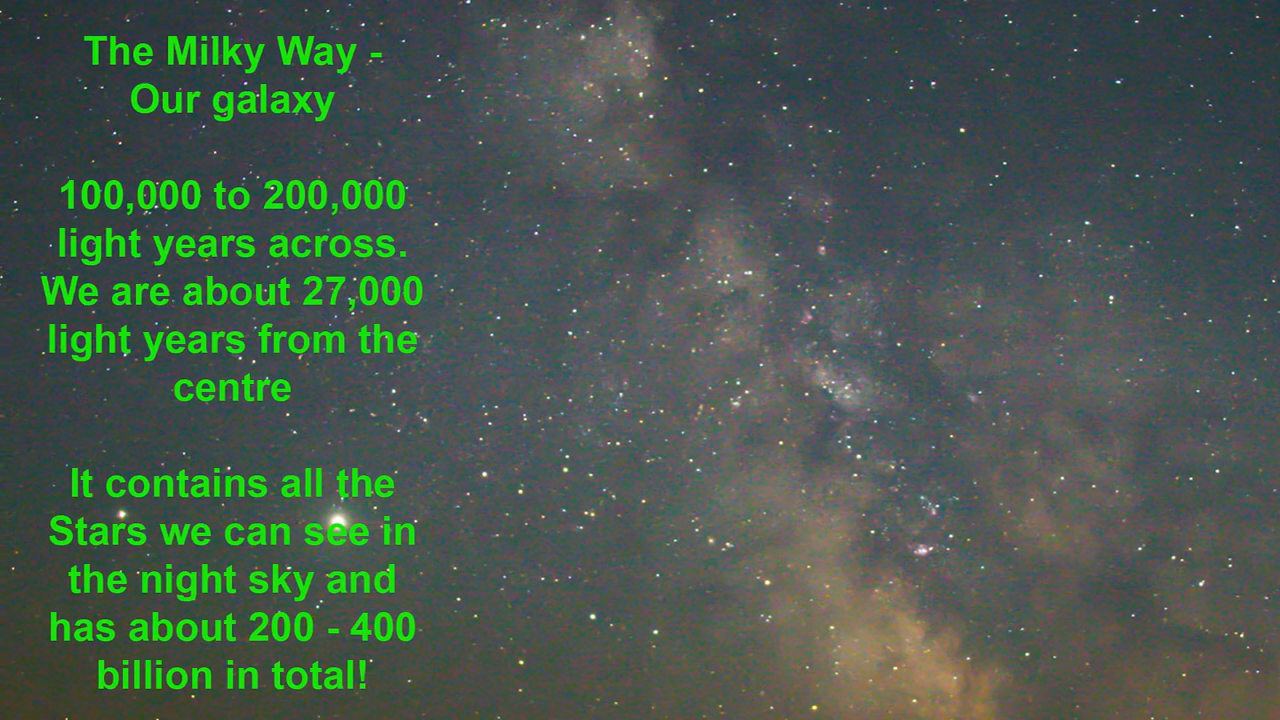 The Milky Way -
Our galaxy
100,000 to 200,000
light years across.
We are about 27,000
light years from the
centre
It contains all the
Stars we can see in
the night sky and
has about 200 - 400
billion in total!